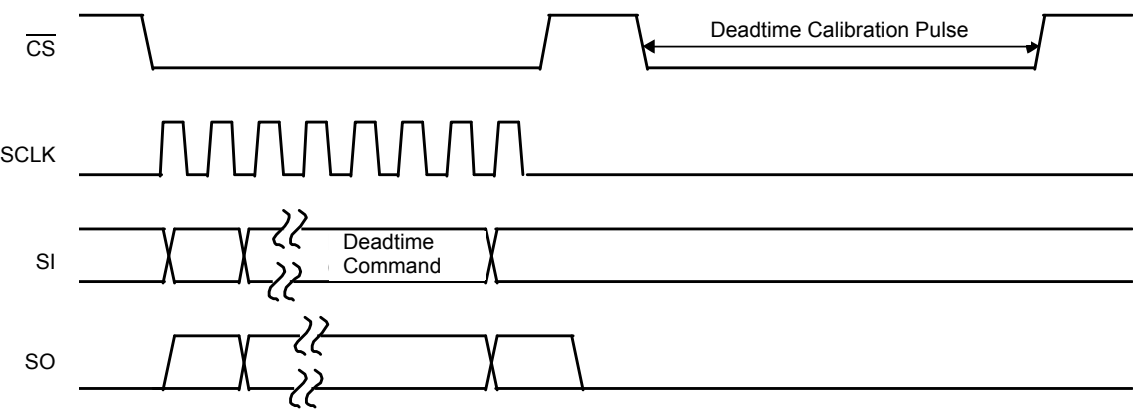 CS
Deadtime Calibration Pulse
SCLK
SI
Deadtime
Command
SO